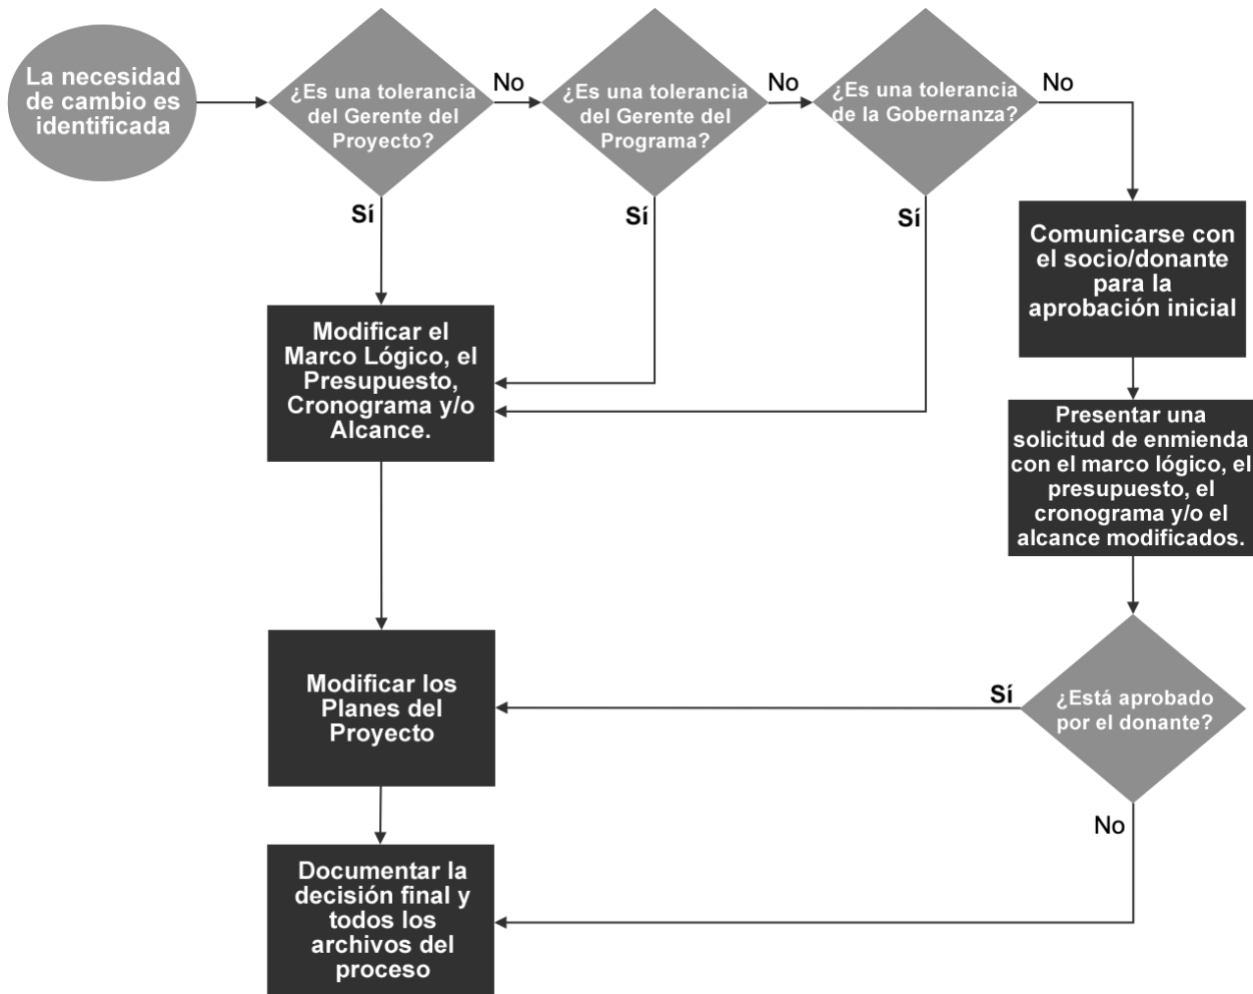 La necesidad
de cambio es
identificada
¿Es una tolerancia
del Gerente del
Proyecto?
No
¿Es una tolerancia
del Gerente del
Programa?
No
¿Es una tolerancia
de la Gobernanza?
No
Sí
Sí
Sí
Comunicarse con
el socio/donante
para la
aprobación inicial
Modificar el
Marco Lógico, el
Presupuesto,
Cronograma y/o
Alcance.
Presentar una
solicitud de enmienda
con el marco lógico, el
presupuesto, el
cronograma y/o el
alcance modificados.
Modificar los
Planes del
Proyecto
Sí
¿Está aprobado
por el donante?
No
Documentar la
decisión final y
todos los
archivos del
proceso